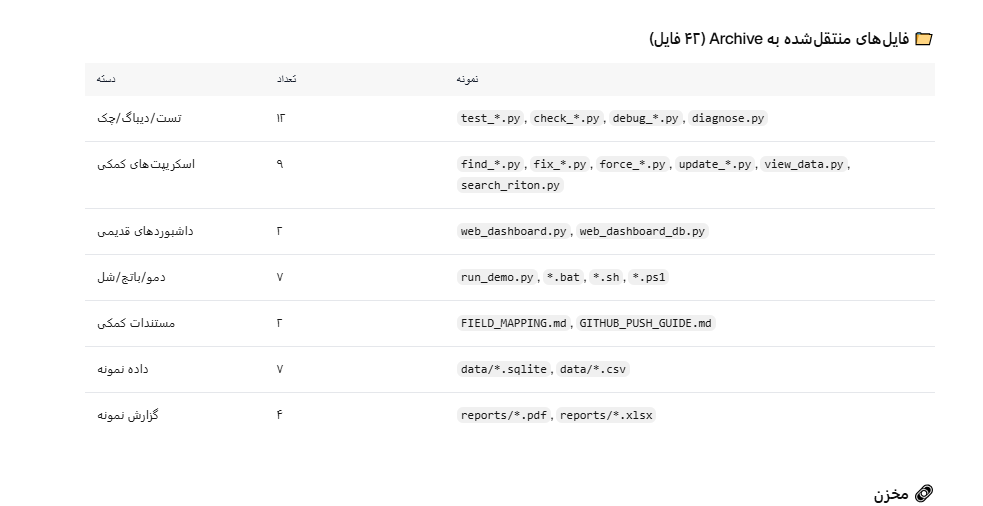 📂 فایل‌های منتقل‌شده به Archive (۴۲ فایل)
دسته تعداد نمونه
تست/دیباگ/چک ۱۲ test_*.py, check_*.py, debug_*.py, diagnose.py
اسکریپت‌های کمکی ۹ find_*.py, fix_*.py, force_*.py, update_*.py, view_data.py,
search_riton.py
داشبوردهای قدیمی ۲ web_dashboard.py, web_dashboard_db.py
دمو/باتچ/شل ۷ run_demo.py, *.bat, *.sh, *.ps1
مستندات کمکی ۲ FIELD_MAPPING.md, GITHUB_PUSH_GUIDE.md
داده نمونه ۷ data/*.sqlite, data/*.csv
گزارش نمونه ۴ reports/*.pdf, reports/*.xlsx
🔗 مخزن